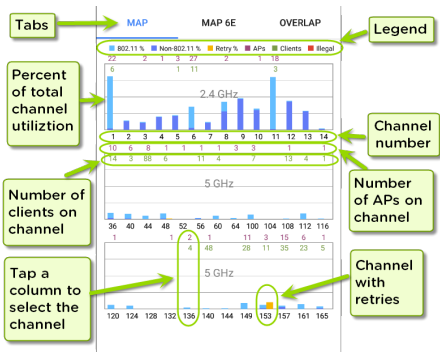 Tabs
MAP MAP 6E OVERLAP
802.11 % Non-802.11 % Retry % APs Clients Illegal
Legend
22 2 1 3 27 2 1 18
6 1 11 3
Percent
of total
channel
utiliztion
2.4 GHz
1 2 3 4 5 6 7 8 9 10 11 12 13 14
Channel
number
10 6 8 1 1 1 1 1 3 3 1 1 1
14 3 88 6 11 4 7 13 4 1
Number of
clients on
channel
5 GHz
Number
of APs on
channel
36 40 44 48 52 56 60 64 100 104 108 112 116
1 1 2 1 11 3 15 6 1
4 48 28 11 35 23 5
Tap a
column to
select the
channel
5 GHz
Channel
with
retries
120 124 128 132 136 140 144 149 153 157 161 165